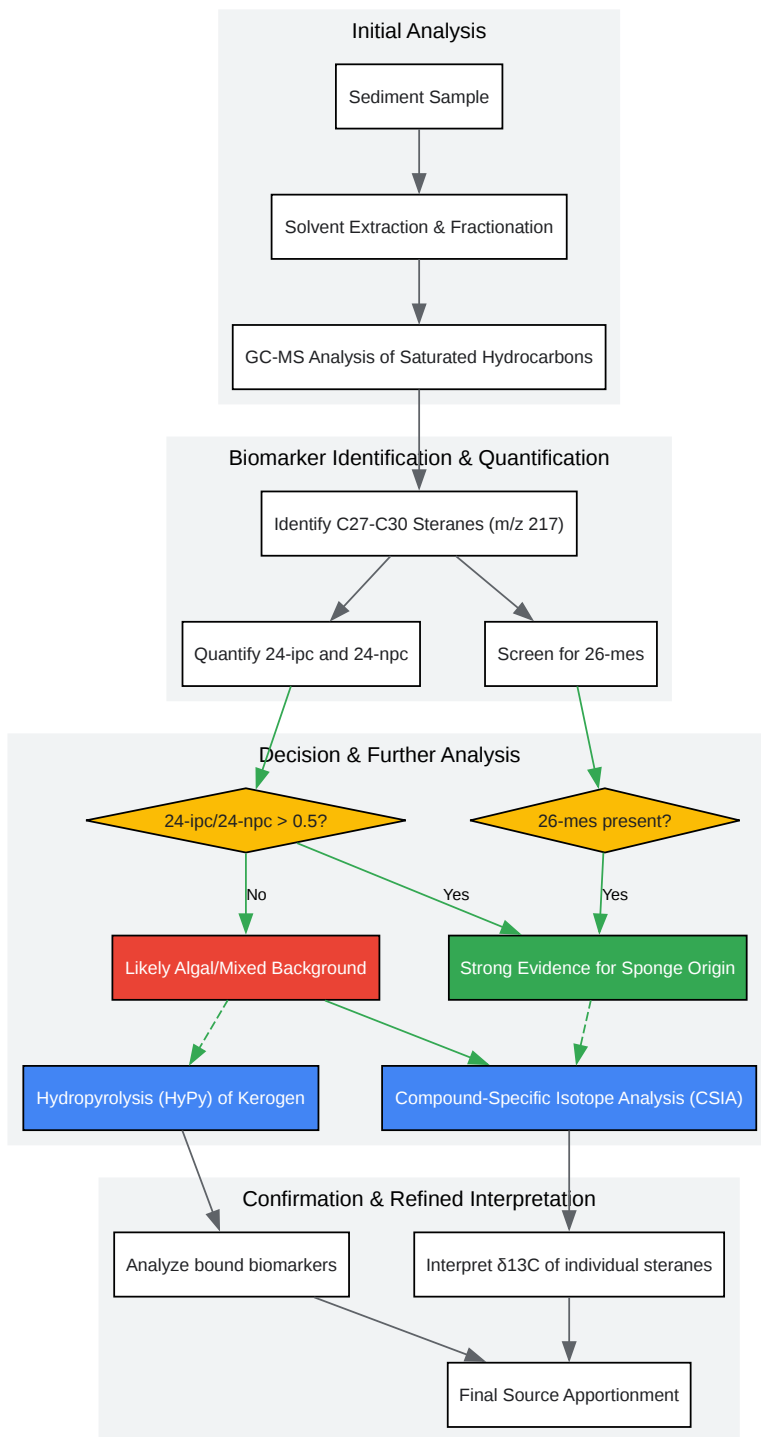 Initial Analysis
Sediment Sample
Solvent Extraction & Fractionation
GC-MS Analysis of Saturated Hydrocarbons
Biomarker Identification & Quantification
Identify C27-C30 Steranes (m/z 217)
Quantify 24-ipc and 24-npc
Screen for 26-mes
Decision & Further Analysis
24-ipc/24-npc > 0.5?
26-mes present?
No
Yes
Yes
Likely Algal/Mixed Background
Strong Evidence for Sponge Origin
Hydropyrolysis (HyPy) of Kerogen
Compound-Specific Isotope Analysis (CSIA)
Confirmation & Refined Interpretation
Analyze bound biomarkers
Interpret δ13C of individual steranes
Final Source Apportionment